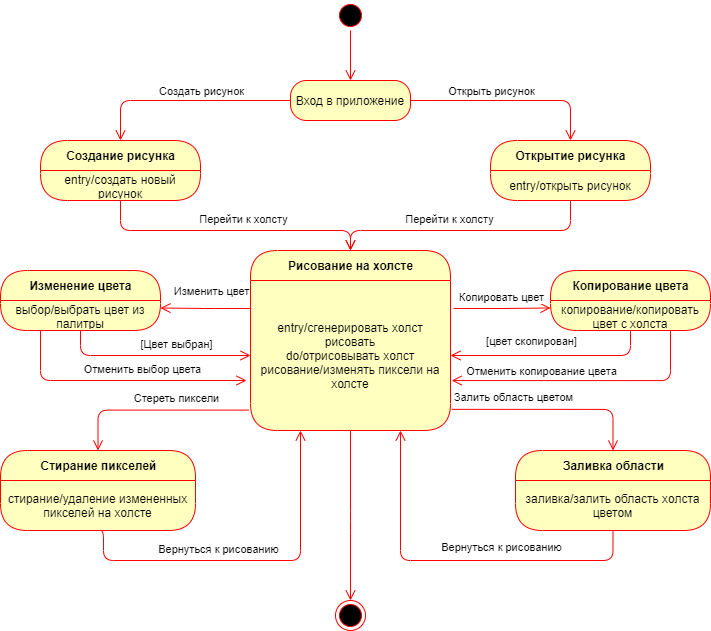 Создать рисунок
Вход в приложение
Открыть рисунок
Создание рисунка
entry/создать новый
рисунок
Открытие рисунка
entry/открыть рисунок
Перейти к холсту
Перейти к холсту
Рисование на холсте
entry/сгенерировать холст
рисовать
do/отрисовывать холст
рисование/изменять пиксели на
холсте
Изменение цвета
выбор/выбрать цвет из
палитры
Изменить цвет
Копировать цвет
Копирование цвета
копирование/копировать
цвет с холста
[Цвет выбран]
[цвет скопирован]
Отменить выбор цвета
Отменить копирование цвета
Стереть пиксели
Залить область цветом
Стирание пикселей
стирание/удаление измененных
пикселей на холсте
Заливка области
заливка/залить область холста
цветом
Вернуться к рисованию
Вернуться к рисованию